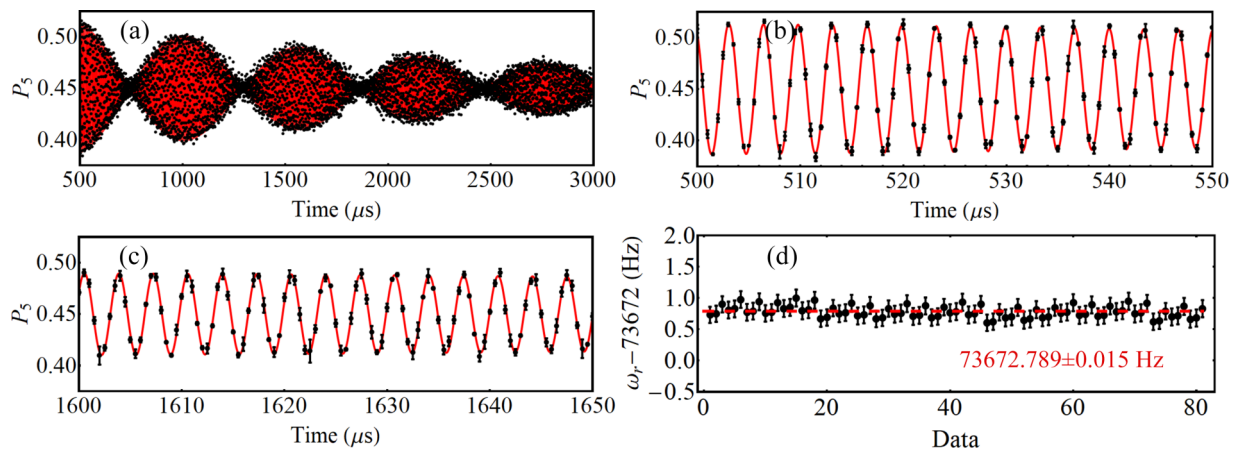 (a)
P5
0.50
0.45
0.40
500 1000 1500 2000 2500 3000
Time (μs)
(b)
P5
0.50
0.45
0.40
500 510 520 530 540 550
Time (μs)
(c)
P5
0.50
0.45
0.40
1600 1610 1620 1630 1640 1650
Time (μs)
(d)
ωr−73672 (Hz)
2.0
1.5
1.0
0.5
0.0
−0.5
73672.789±0.015 Hz
0 20 40 60 80
Data